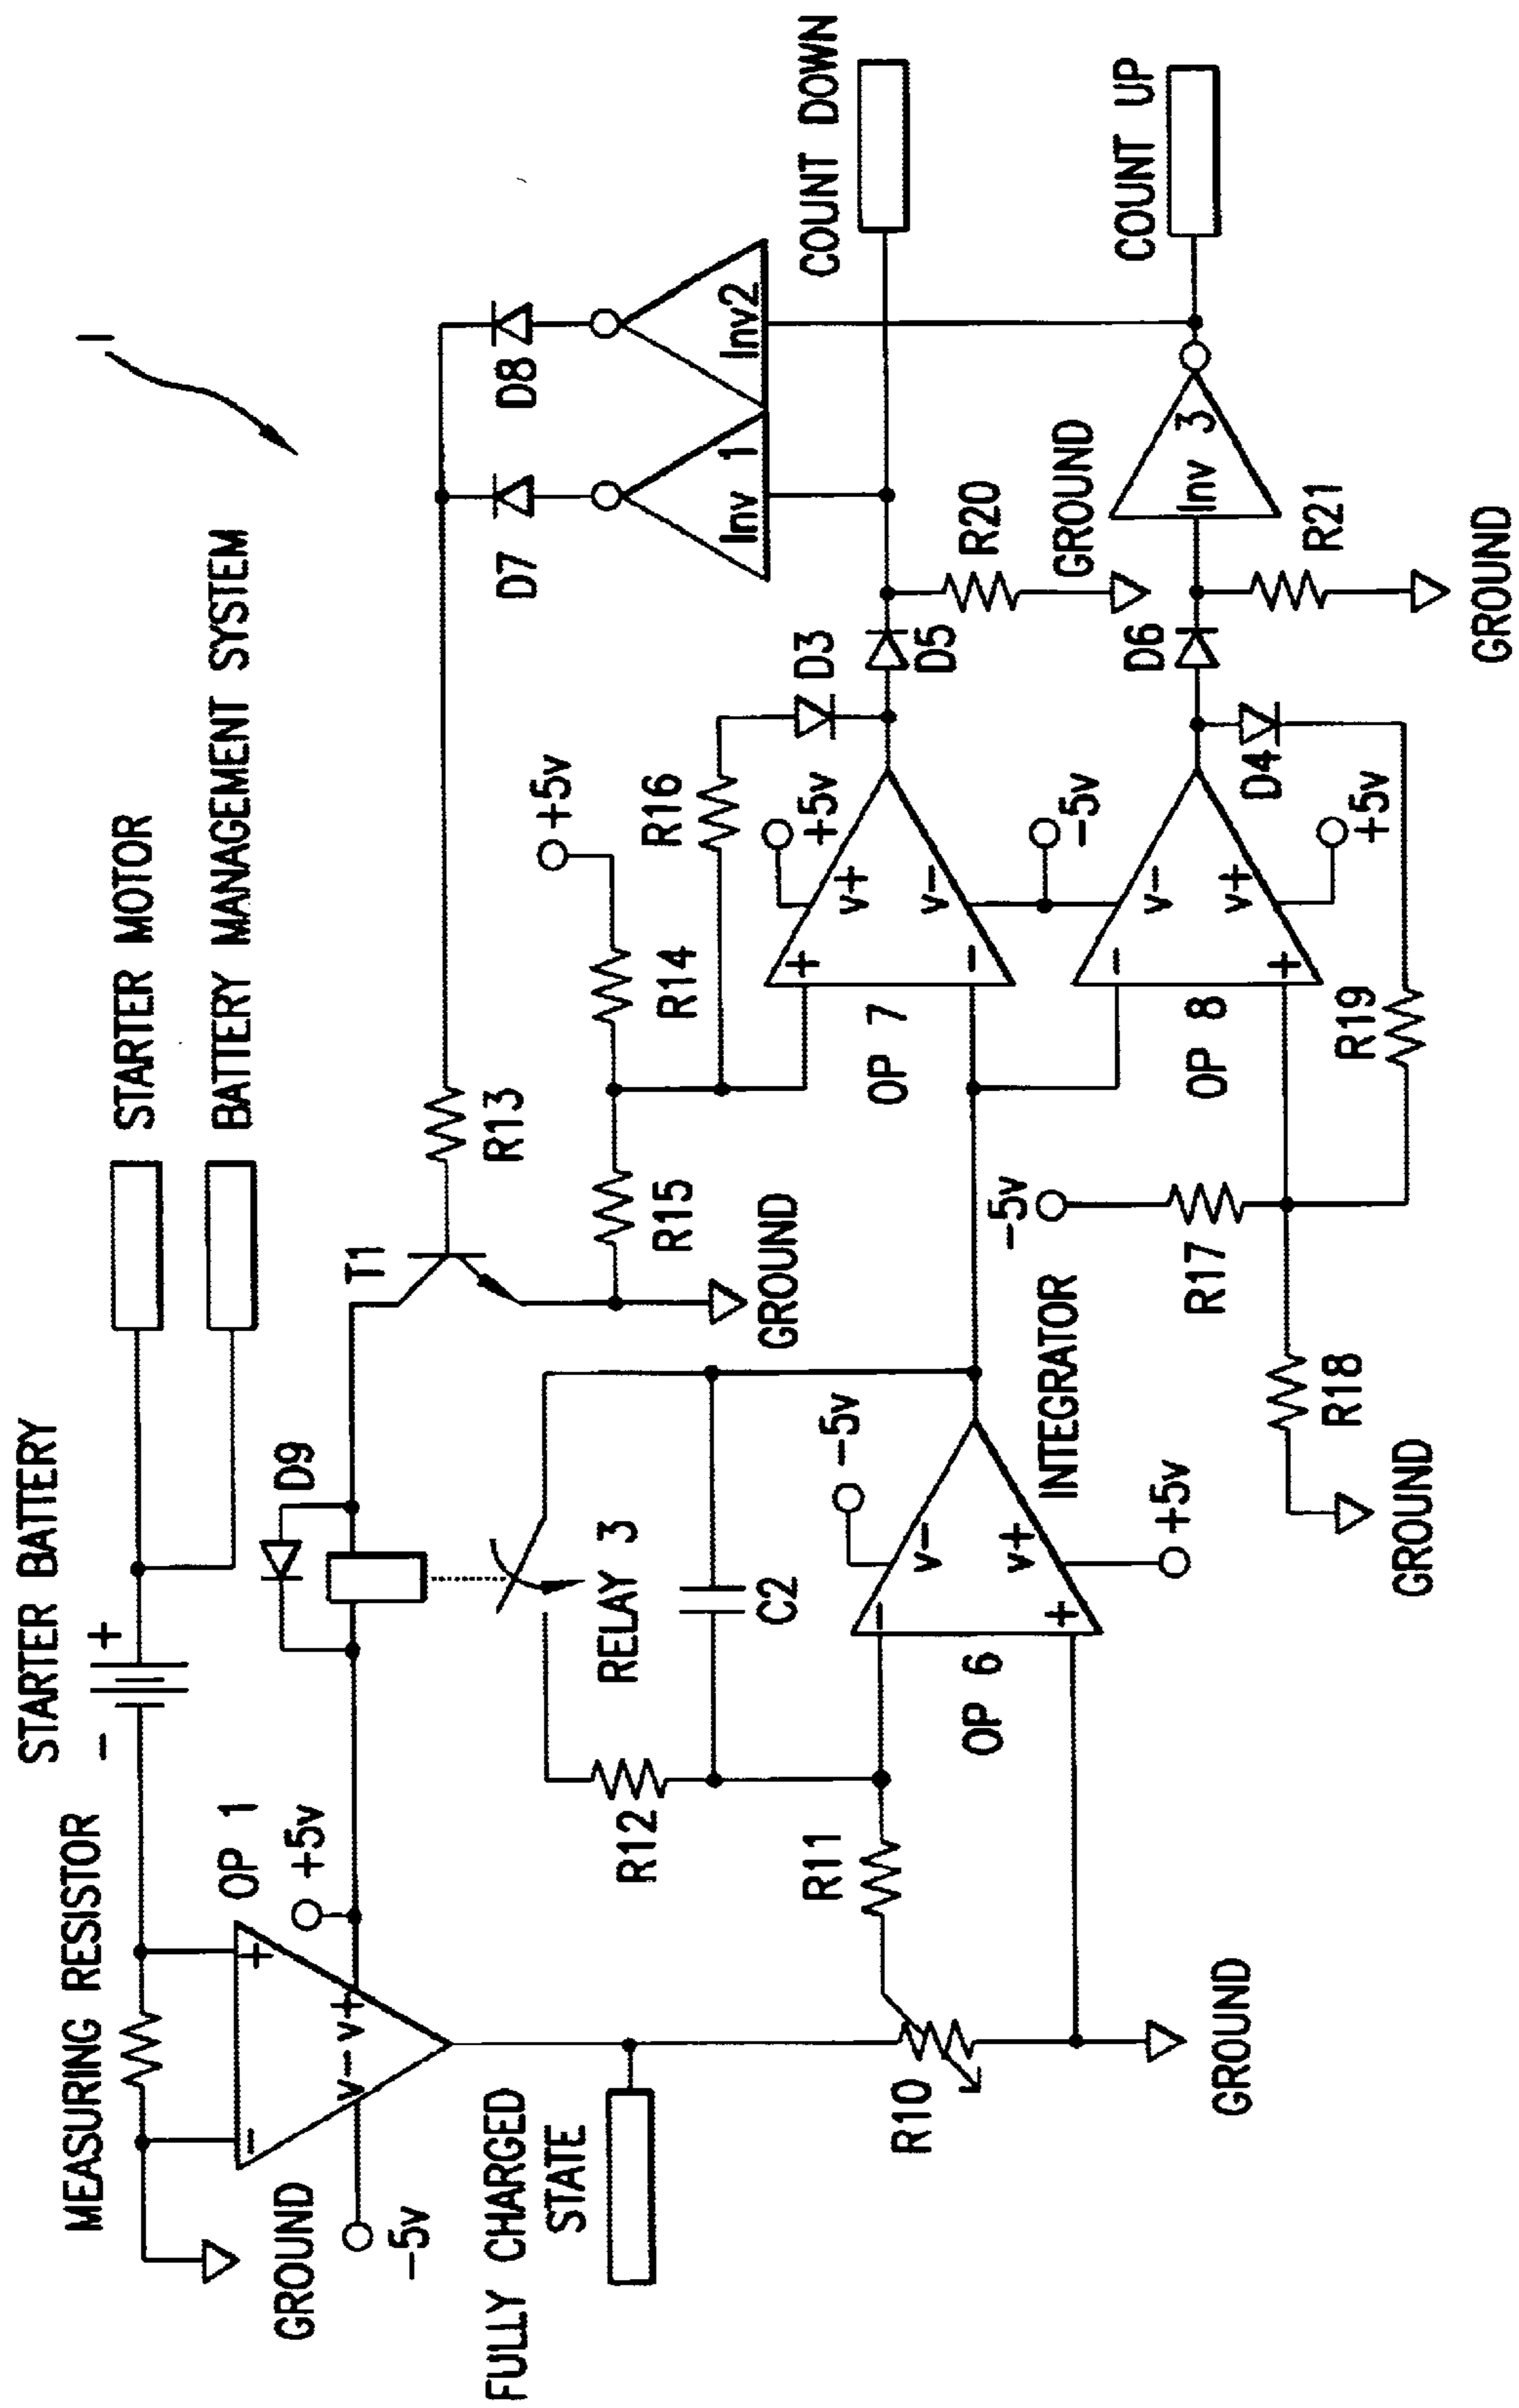 1
STARTER BATTERY
STARTER MOTOR
BATTERY MANAGEMENT SYSTEM
-
+
MEASURING RESISTOR
OP 1
+5v
+
-
v- v+
GROUND
-5v
D9
T1
R13
D7
D8
Inv 1
Inv2
FULLY CHARGED
STATE
RELAY 3
R12
C2
R15
GROUND
R14
+5v
R16
D3
+5v
+
v+
-
v-
OP 7
D5
R20
GROUND
COUNT DOWN
R10
R11
GROUND
-5v
-
v-
v+
+
OP 6
+5v
INTEGRATOR
-5v
-5v
-
v-
v+
+
OP 8
+5v
D4
D6
Inv 3
COUNT UP
R17
R18
GROUND
R19
R21
GROUND